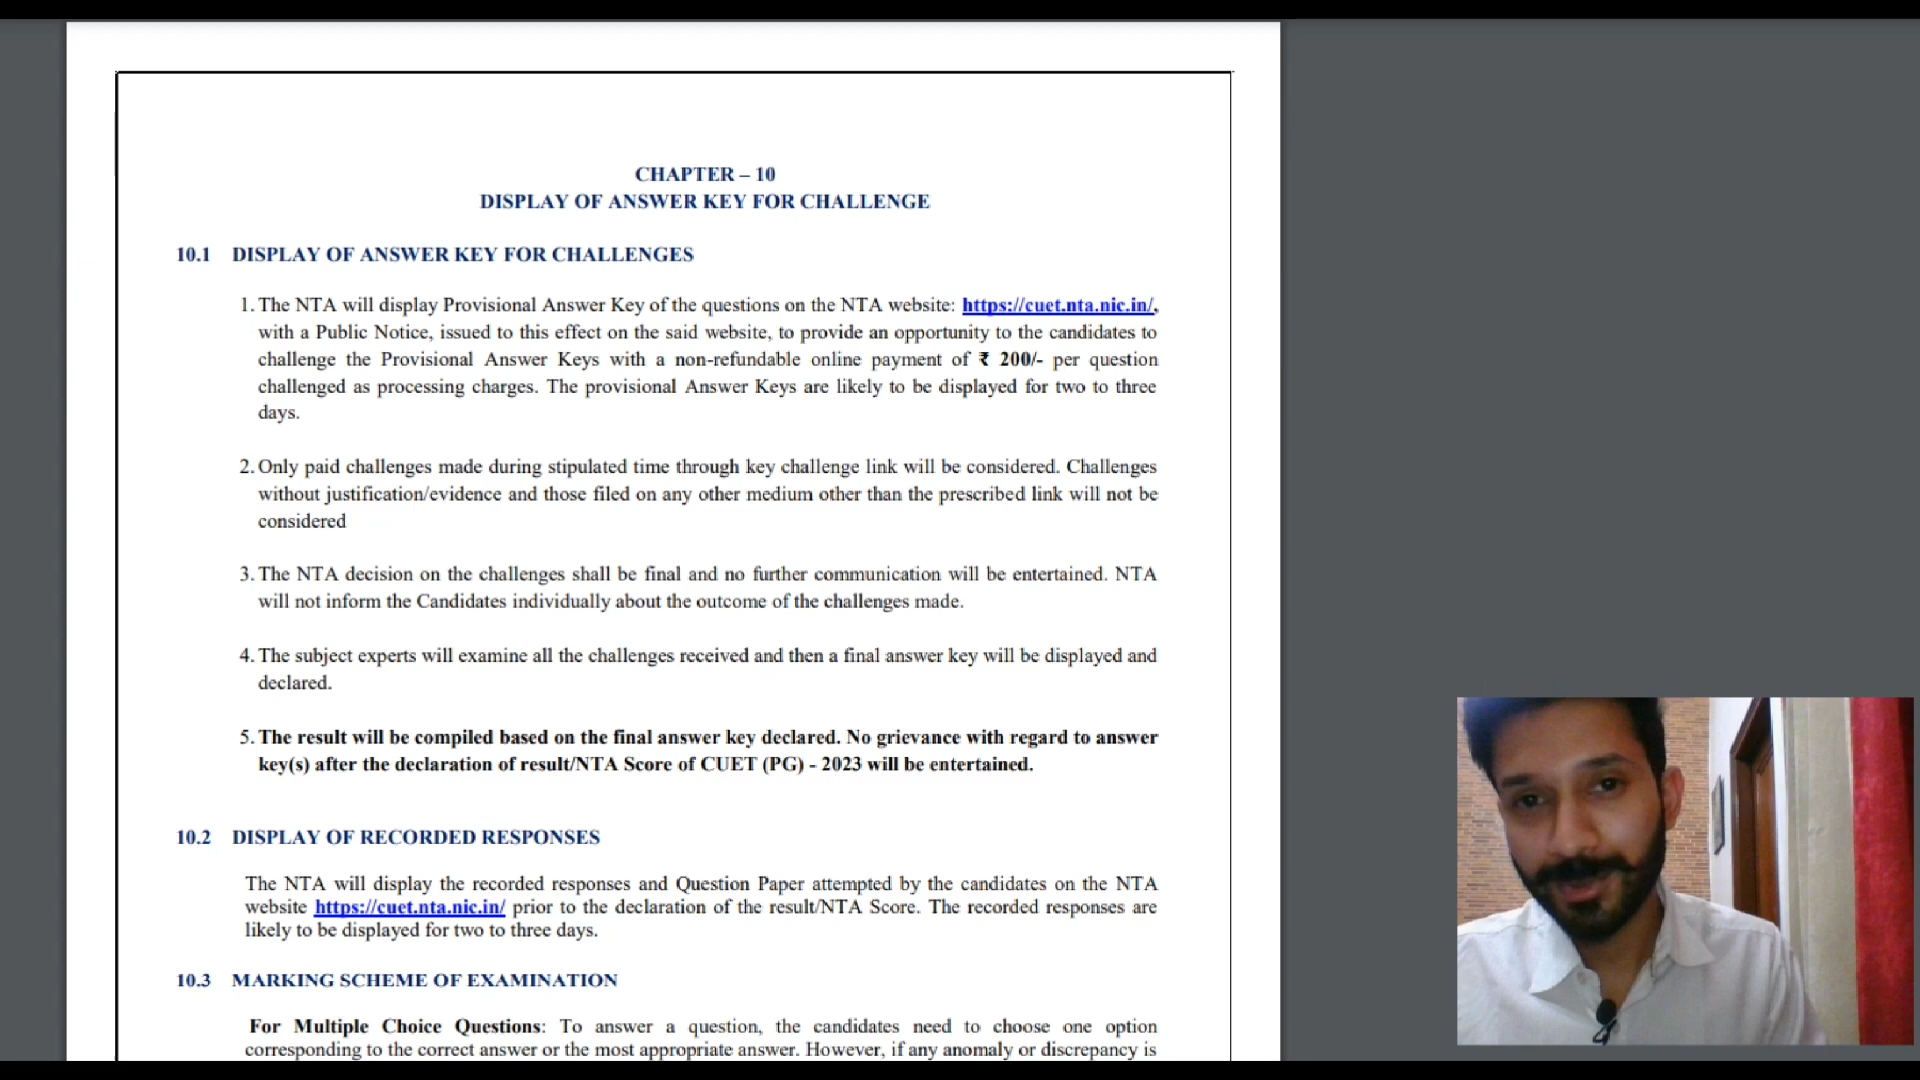 CHAPTER – 10
DISPLAY OF ANSWER KEY FOR CHALLENGE
10.1 DISPLAY OF ANSWER KEY FOR CHALLENGES
1. The NTA will display Provisional Answer Key of the questions on the NTA website: https://cuet.nta.nic.in/,
with a Public Notice, issued to this effect on the said website, to provide an opportunity to the candidates to
challenge the Provisional Answer Keys with a non-refundable online payment of ₹ 200/- per question
challenged as processing charges. The provisional Answer Keys are likely to be displayed for two to three
days.
2. Only paid challenges made during stipulated time through key challenge link will be considered. Challenges
without justification/evidence and those filed on any other medium other than the prescribed link will not be
considered
3. The NTA decision on the challenges shall be final and no further communication will be entertained. NTA
will not inform the Candidates individually about the outcome of the challenges made.
4. The subject experts will examine all the challenges received and then a final answer key will be displayed and
declared.
5. The result will be compiled based on the final answer key declared. No grievance with regard to answer
key(s) after the declaration of result/NTA Score of CUET (PG) - 2023 will be entertained.
10.2 DISPLAY OF RECORDED RESPONSES
The NTA will display the recorded responses and Question Paper attempted by the candidates on the NTA
website https://cuet.nta.nic.in/ prior to the declaration of the result/NTA Score. The recorded responses are
likely to be displayed for two to three days.
10.3 MARKING SCHEME OF EXAMINATION
For Multiple Choice Questions: To answer a question, the candidates need to choose one option
corresponding to the correct answer or the most appropriate answer. However, if any anomaly or discrepancy is